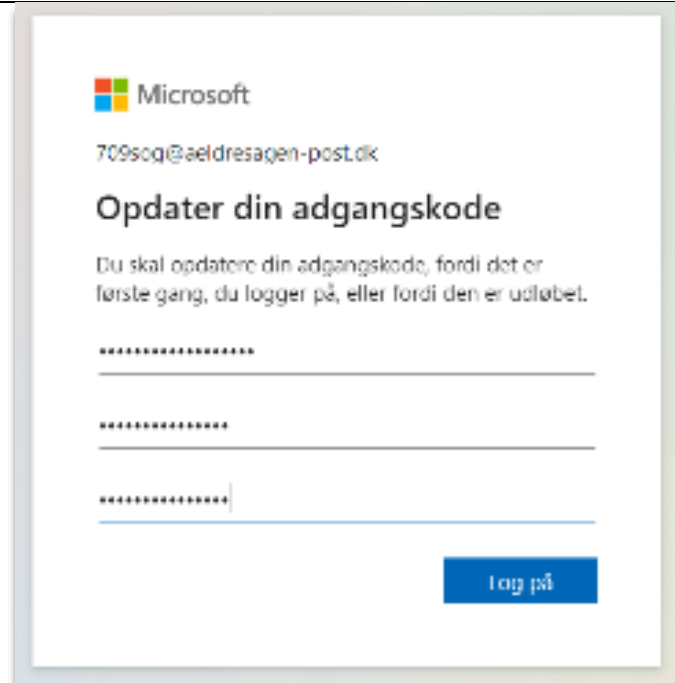 Microsoft
709sog@aeldresagen-post.dk
Opdater din adgangskode
Du skal opdatere din adgangskode, fordi det er
første gang, du logger på, eller fordi den er udløbet.
••••••••••••••••••
•••••••••••••••
•••••••••••••••
Log på